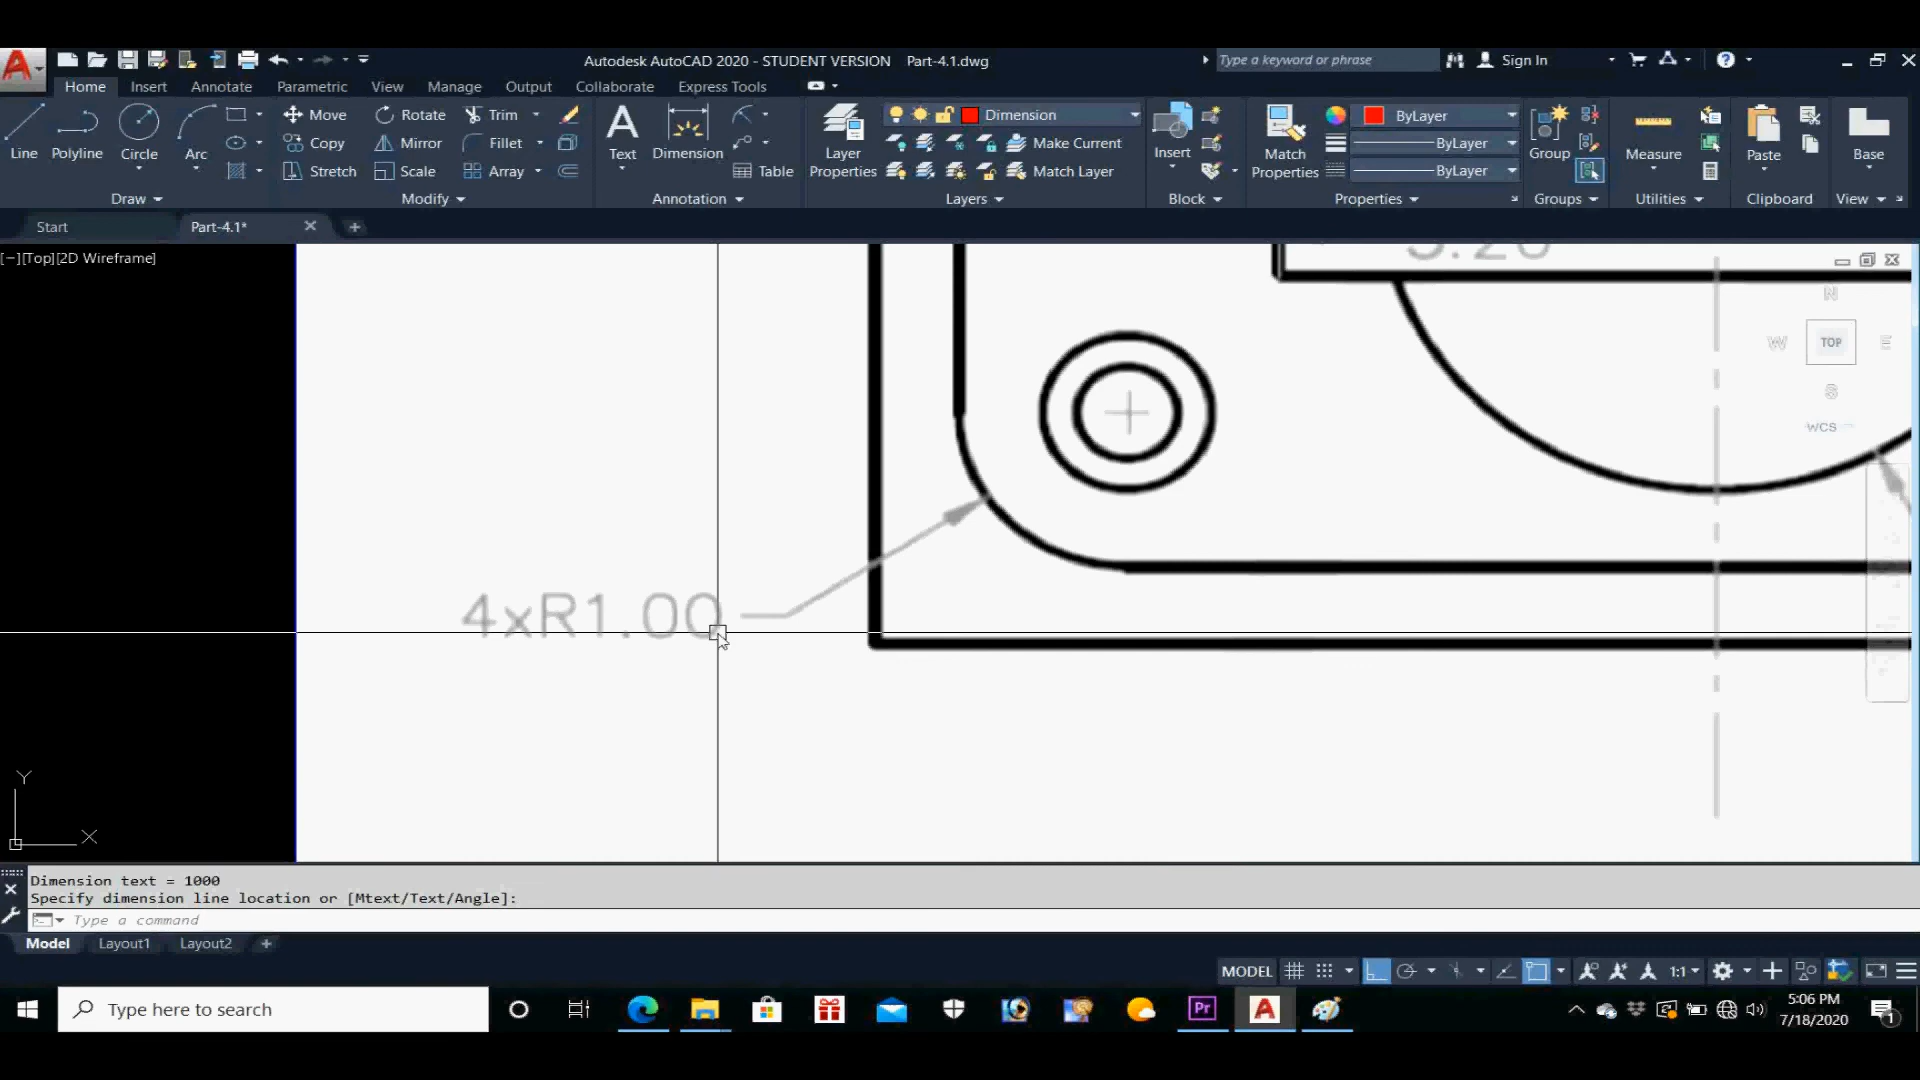 Autodesk AutoCAD 2020 - STUDENT VERSION Part-4.1.dwg
Type a keyword or phrase
Sign In
Home Insert Annotate Parametric View Manage Output Collaborate Express Tools
Line Polyline Circle Arc
Move Rotate Trim
Copy Mirror Fillet
Stretch Scale Array
Text Dimension Table
Layer Properties
Dimension
Make Current
Match Layer
Insert
Match Properties
ByLayer
ByLayer
ByLayer
Group
Measure
Paste
Base
Draw Modify Annotation Layers Block Properties Groups Utilities Clipboard View
Start Part-4.1*
[−][Top][2D Wireframe]
N
W TOP E
S
WCS
4xR1.00
Y
X
Dimension text = 1000
Specify dimension line location or [Mtext/Text/Angle]:
Type a command
Model Layout1 Layout2
MODEL 1:1
Type here to search
Pr
A
5:06 PM
7/18/2020
1